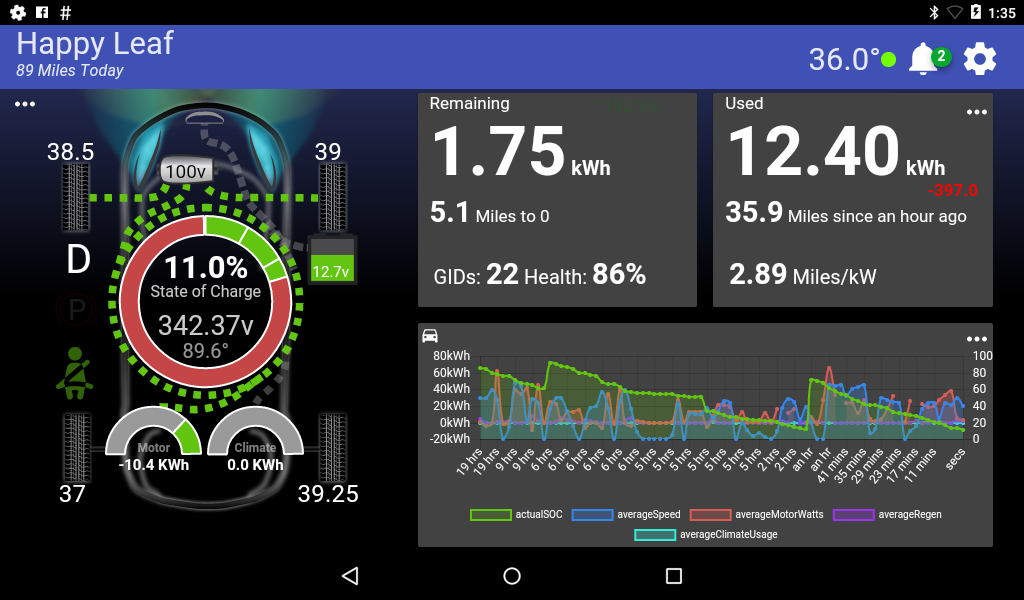 #
1:35
Happy Leaf
89 Miles Today
36.0°
2
38.5
39
100v
D
P
12.7v
11.0%
State of Charge
342.37v
89.6°
Motor
-10.4 KWh
Climate
0.0 KWh
37
39.25
Remaining
1.75 kWh
5.1 Miles to 0
GIDs: 22 Health: 86%
Used
12.40 kWh
-397.0
35.9 Miles since an hour ago
2.89 Miles/kW
80kWh
60kWh
40kWh
20kWh
0kWh
-20kWh
100
80
60
40
20
0
19 hrs
19 hrs
9 hrs
9 hrs
6 hrs
6 hrs
6 hrs
6 hrs
6 hrs
6 hrs
5 hrs
5 hrs
5 hrs
5 hrs
5 hrs
5 hrs
5 hrs
2 hrs
2 hrs
an hr
an hr
41 mins
35 mins
29 mins
23 mins
17 mins
11 mins
secs
actualSOC
averageSpeed
averageMotorWatts
averageRegen
averageClimateUsage